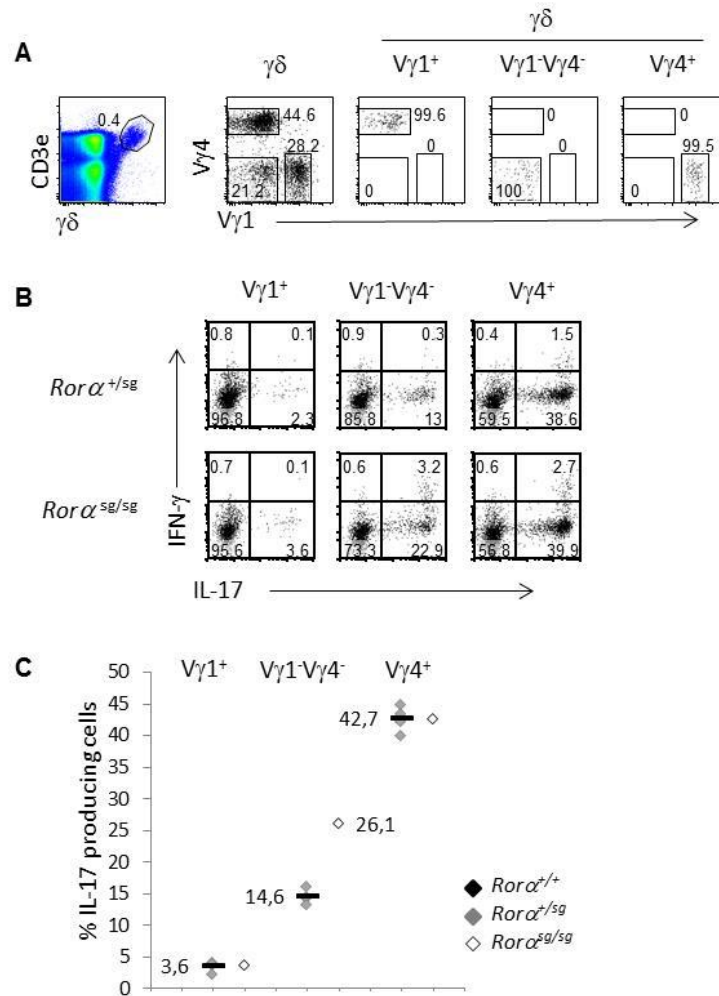 A
γδ
γδ
Vγ1⁺
Vγ1⁻Vγ4⁻
Vγ4⁺
0.4
CD3e
γδ
Vγ4
44.6
28.2
21.2
Vγ1
99.6
0
0
0
0
100
0
99.5
0
B
Vγ1⁺
Vγ1⁻Vγ4⁻
Vγ4⁺
Rorα⁺/ˢᵍ
0.8 0.1
96.8 2.3
0.9 0.3
85.8 13
0.4 1.5
59.5 38.6
Rorα ˢᵍ/ˢᵍ
0.7 0.1
95.6 3.6
0.6 3.2
73.3 22.9
0.6 2.7
56.8 39.9
IFN-γ
IL-17
C
Vγ1⁺
Vγ1⁻Vγ4⁻
Vγ4⁺
% IL-17 producing cells
50
45
40
35
30
25
20
15
10
5
0
3,6
14,6
26,1
42,7
Rorα⁺/⁺
Rorα⁺/ˢᵍ
Rorαˢᵍ/ˢᵍ